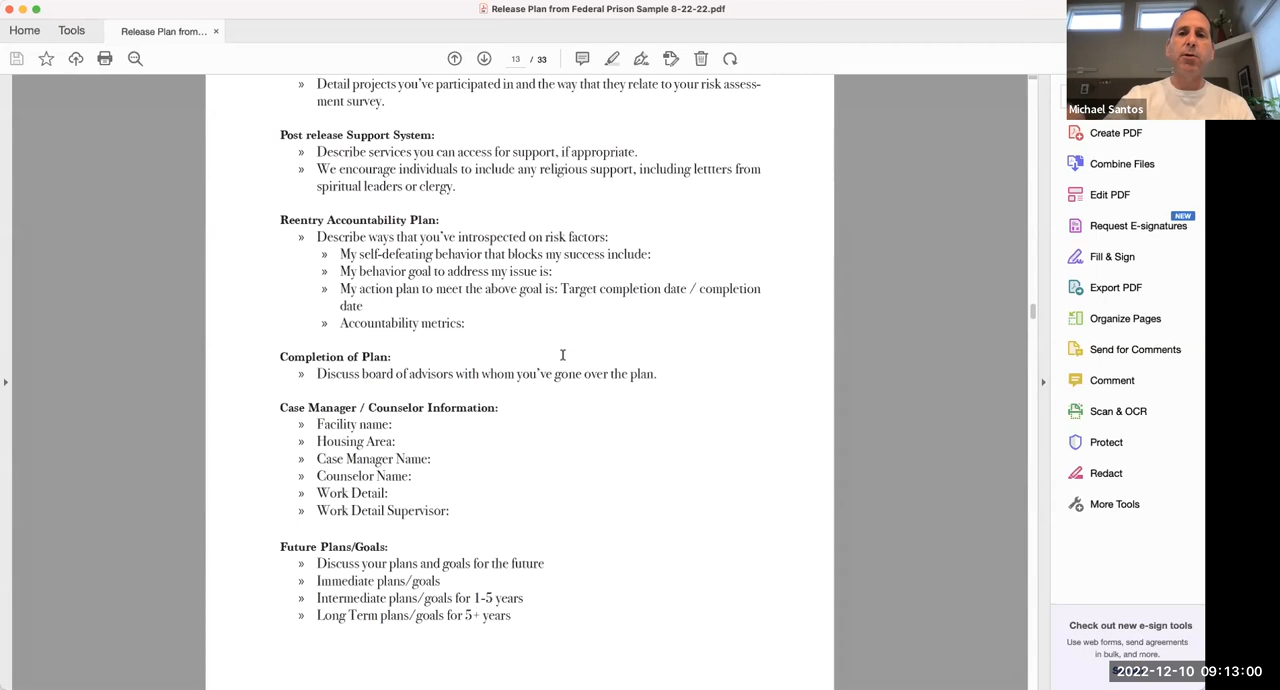 Release Plan from Federal Prison Sample 8-22-22.pdf
Home
Tools
Release Plan from...
×
13 / 33
Michael Santos
» Detail projects you've participated in and the way that they relate to your risk assess-
ment survey.
Post release Support System:
» Describe services you can access for support, if appropriate.
» We encourage individuals to include any religious support, including lettters from
spiritual leaders or clergy.
Reentry Accountability Plan:
» Describe ways that you've introspected on risk factors:
» My self-defeating behavior that blocks my success include:
» My behavior goal to address my issue is:
» My action plan to meet the above goal is: Target completion date / completion
date
» Accountability metrics:
Completion of Plan:
» Discuss board of advisors with whom you've gone over the plan.
Case Manager / Counselor Information:
» Facility name:
» Housing Area:
» Case Manager Name:
» Counselor Name:
» Work Detail:
» Work Detail Supervisor:
Future Plans/Goals:
» Discuss your plans and goals for the future
» Immediate plans/goals
» Intermediate plans/goals for 1-5 years
» Long Term plans/goals for 5+ years
Create PDF
Combine Files
Edit PDF
NEW
Request E-signatures
Fill & Sign
Export PDF
Organize Pages
Send for Comments
Comment
Scan & OCR
Protect
Redact
More Tools
Check out new e-sign tools
Use web forms, send agreements
in bulk, and more.
2022-12-10 09:13:00